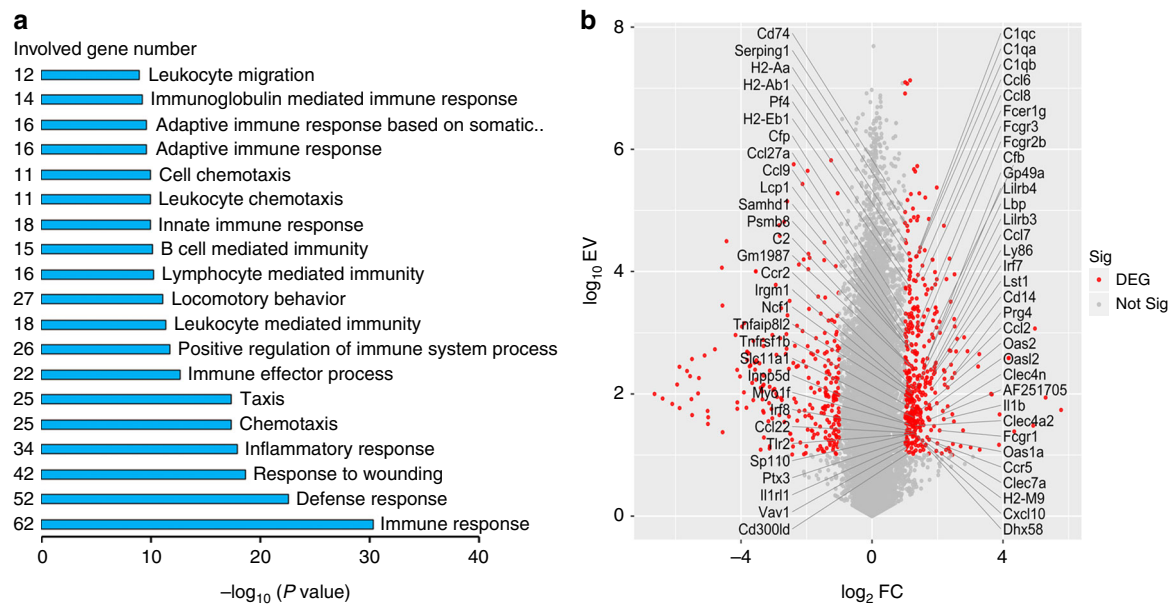 a
Involved gene number
12 Leukocyte migration
14 Immunoglobulin mediated immune response
16 Adaptive immune response based on somatic..
16 Adaptive immune response
11 Cell chemotaxis
11 Leukocyte chemotaxis
18 Innate immune response
15 B cell mediated immunity
16 Lymphocyte mediated immunity
27 Locomotory behavior
18 Leukocyte mediated immunity
26 Positive regulation of immune system process
22 Immune effector process
25 Taxis
25 Chemotaxis
34 Inflammatory response
42 Response to wounding
52 Defense response
62 Immune response
0 10 20 30 40
–log10 (P value)
b
8
6
4
2
0
log10 EV
Cd74
Serping1
H2-Aa
H2-Ab1
Pf4
H2-Eb1
Cfp
Ccl27a
Ccl9
Lcp1
Samhd1
Psmb8
C2
Gm1987
Ccr2
Irgm1
Ncf1
Tnfaip8l2
Tnfrsf1b
Slc11a1
Inpp5d
Myo1f
Irf8
Ccl22
Tlr2
Sp110
Ptx3
Il1rl1
Vav1
Cd300ld
C1qc
C1qa
C1qb
Ccl6
Ccl8
Fcer1g
Fcgr3
Fcgr2b
Cfb
Gp49a
Lilrb4
Lbp
Lilrb3
Ccl7
Ly86
Irf7
Lst1
Cd14
Prg4
Ccl2
Oas2
Oasl2
Clec4n
AF251705
Il1b
Clec4a2
Fcgr1
Oas1a
Ccr5
Clec7a
H2-M9
Cxcl10
Dhx58
–4 0 4
log2 FC
Sig
DEG
Not Sig